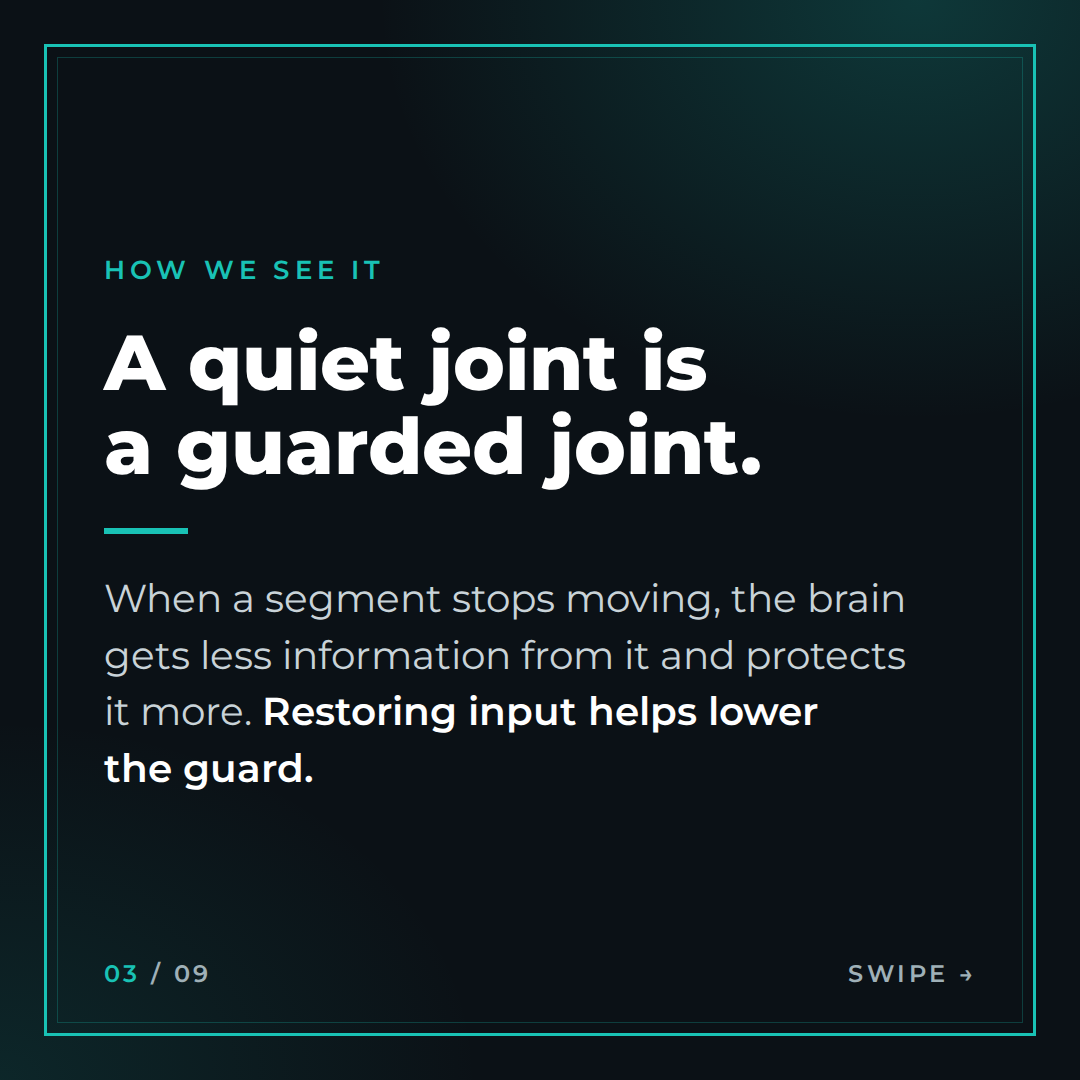 HOW WE SEE IT
A quiet joint is
a guarded joint.
When a segment stops moving, the brain
gets less information from it and protects
it more. Restoring input helps lower
the guard.
03 / 09
SWIPE →